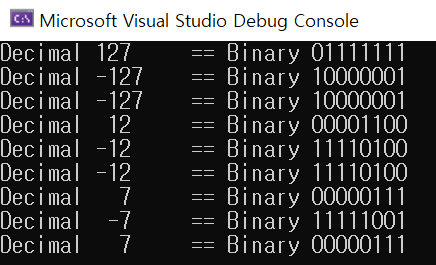 C:\ Microsoft Visual Studio Debug Console
Decimal 127 == Binary 01111111
Decimal -127 == Binary 10000001
Decimal -127 == Binary 10000001
Decimal 12 == Binary 00001100
Decimal -12 == Binary 11110100
Decimal -12 == Binary 11110100
Decimal 7 == Binary 00000111
Decimal -7 == Binary 11111001
Decimal 7 == Binary 00000111